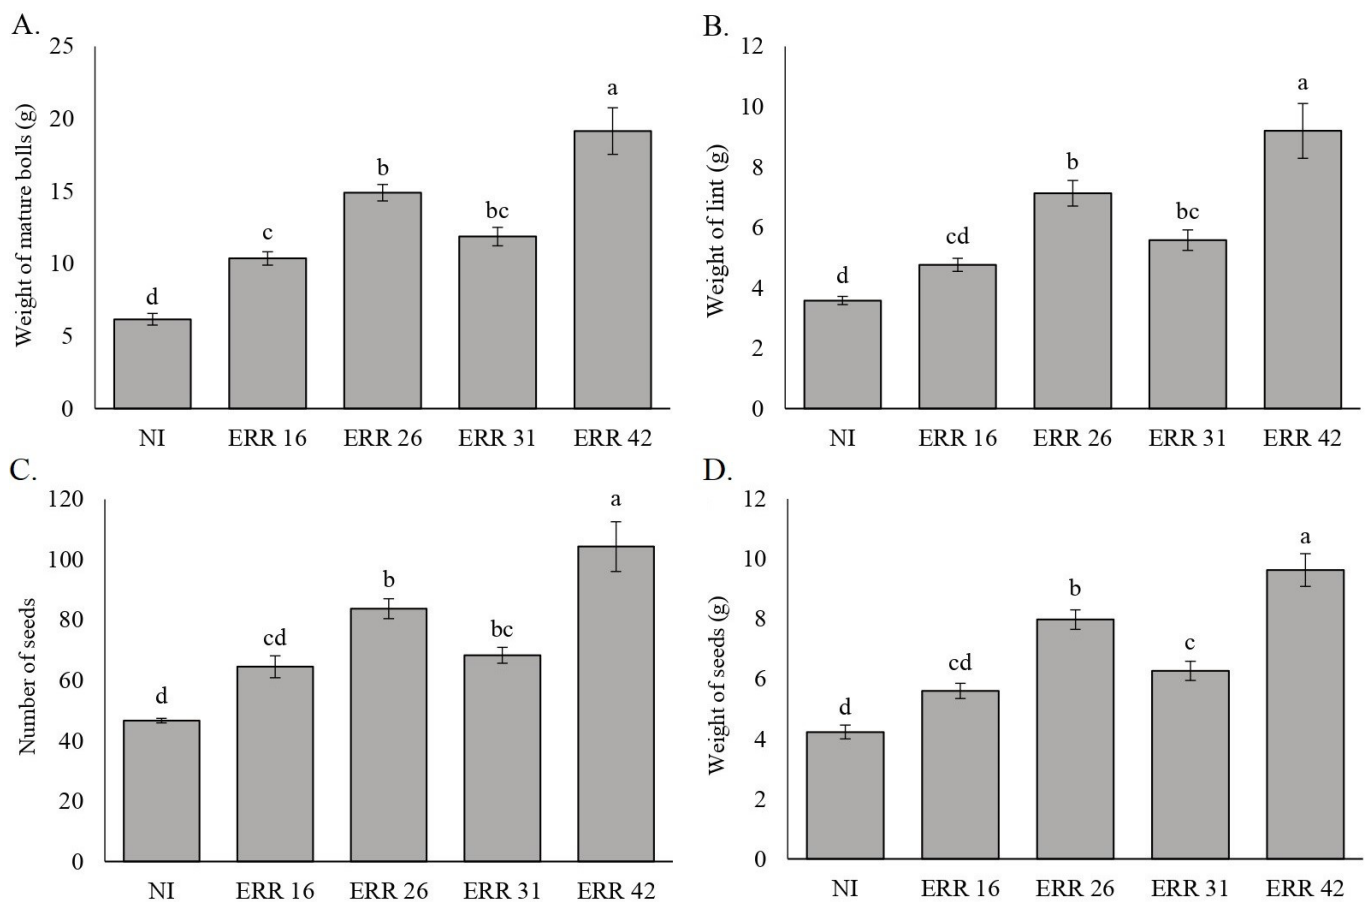 A.
Weight of mature bolls (g)
25
20
15
10
5
0
d
c
b
bc
a
NI ERR 16 ERR 26 ERR 31 ERR 42
B.
Weight of lint (g)
12
10
8
6
4
2
0
d
cd
b
bc
a
NI ERR 16 ERR 26 ERR 31 ERR 42
C.
Number of seeds
120
100
80
60
40
20
0
d
cd
b
bc
a
NI ERR 16 ERR 26 ERR 31 ERR 42
D.
Weight of seeds (g)
12
10
8
6
4
2
0
d
cd
b
c
a
NI ERR 16 ERR 26 ERR 31 ERR 42